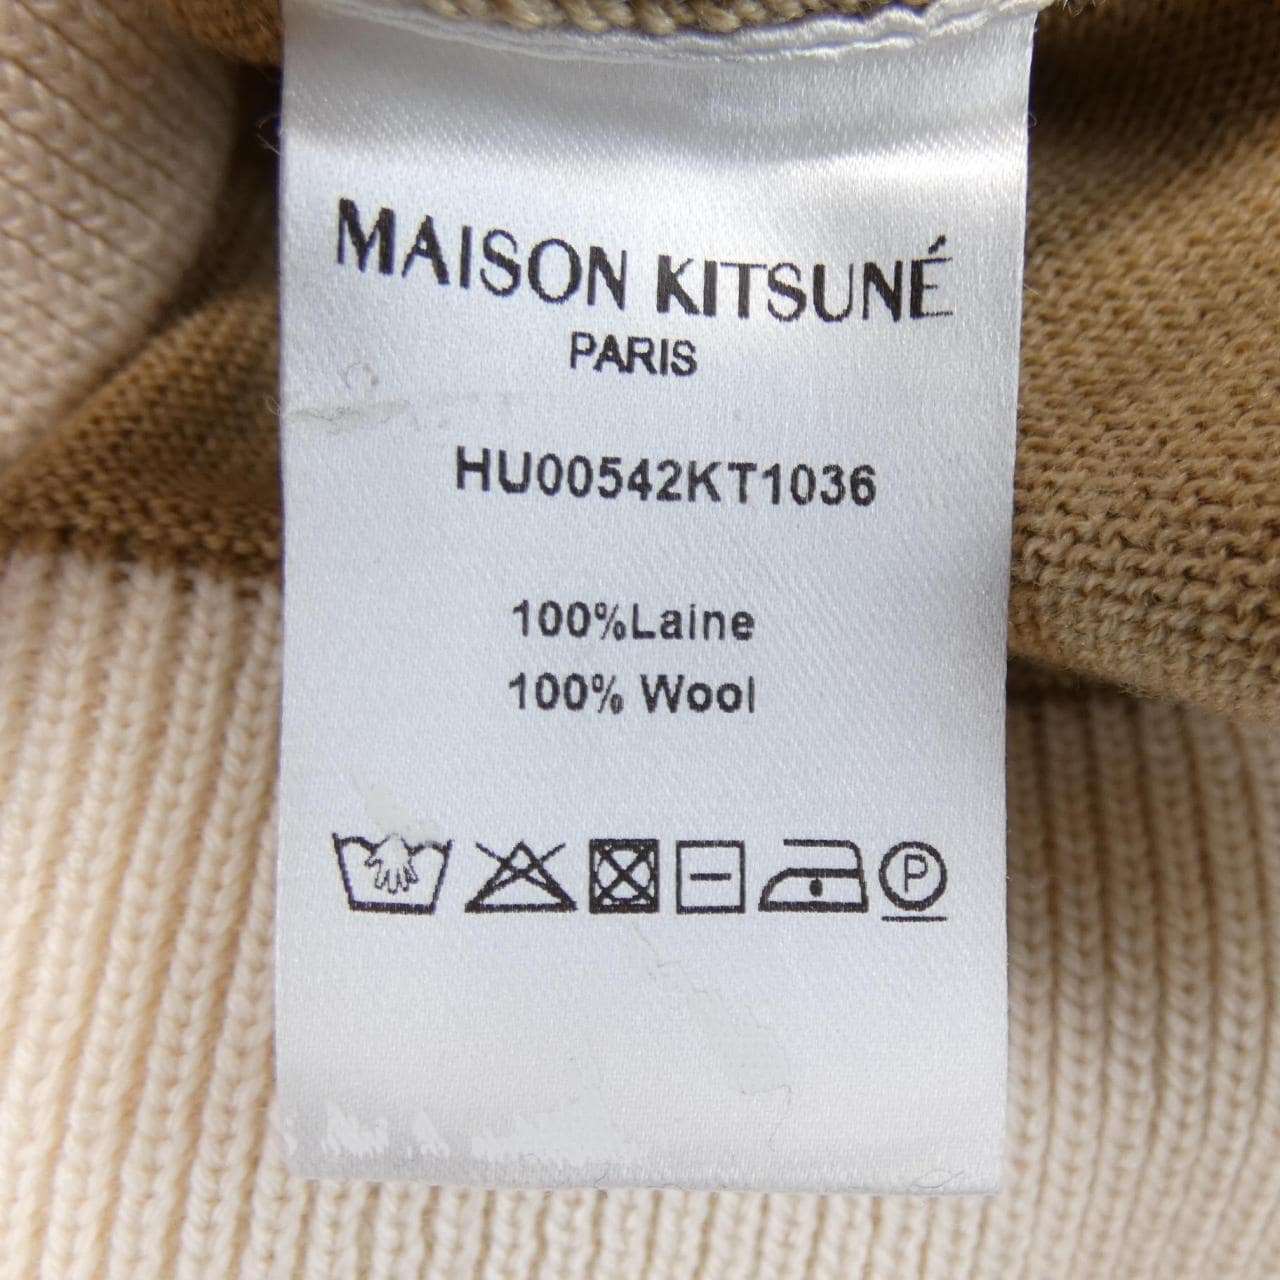 MAISON KITSUNÉ
PARIS
HU00542KT1036
100%Laine
100% Wool
P